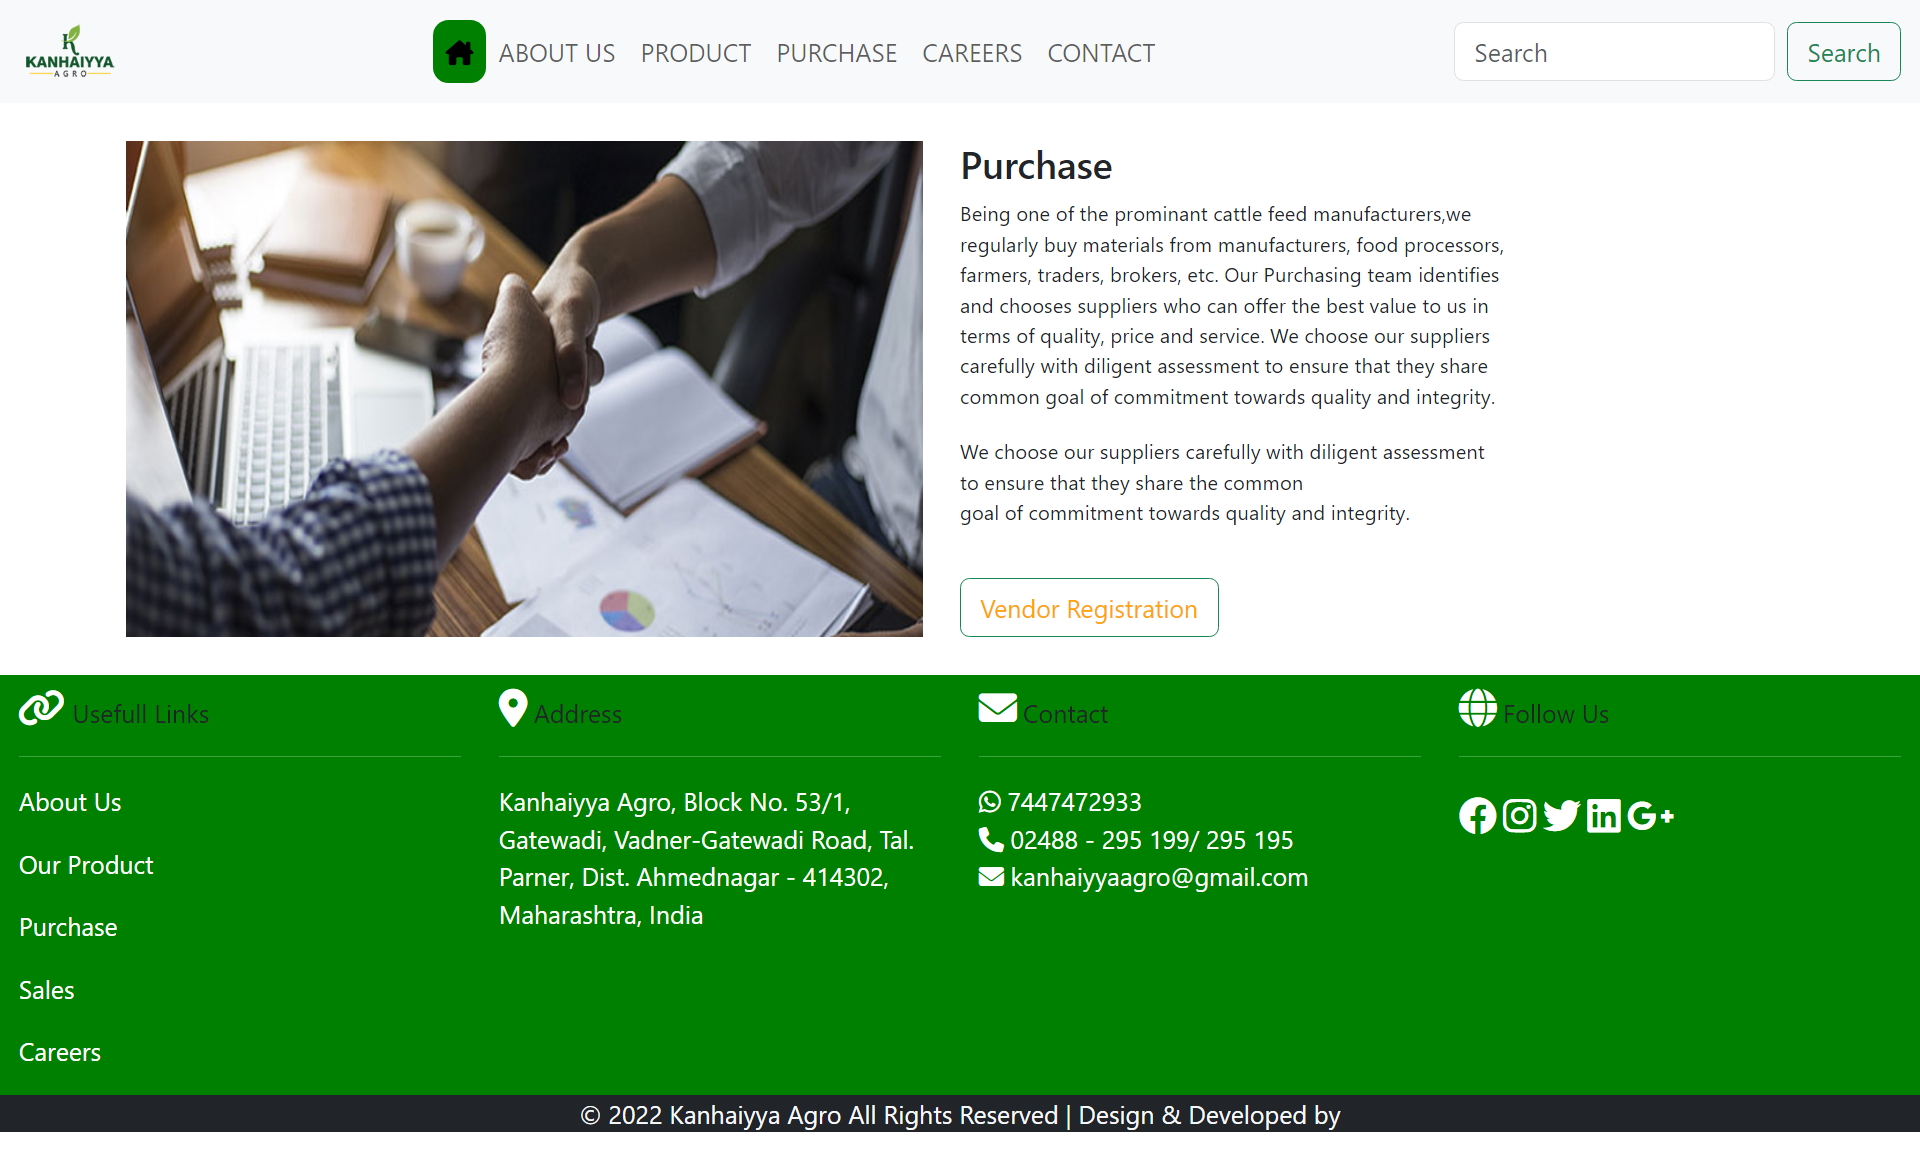 KANHAIYYA
AGRO
ABOUT US PRODUCT PURCHASE CAREERS CONTACT
Search
Search
Purchase
Being one of the prominant cattle feed manufacturers,we
regularly buy materials from manufacturers, food processors,
farmers, traders, brokers, etc. Our Purchasing team identifies
and chooses suppliers who can offer the best value to us in
terms of quality, price and service. We choose our suppliers
carefully with diligent assessment to ensure that they share
common goal of commitment towards quality and integrity.
We choose our suppliers carefully with diligent assessment
to ensure that they share the common
goal of commitment towards quality and integrity.
Vendor Registration
Usefull Links
About Us
Our Product
Purchase
Sales
Careers
Address
Kanhaiyya Agro, Block No. 53/1,
Gatewadi, Vadner-Gatewadi Road, Tal.
Parner, Dist. Ahmednagar - 414302,
Maharashtra, India
Contact
7447472933
02488 - 295 199/ 295 195
kanhaiyyaagro@gmail.com
Follow Us
© 2022 Kanhaiyya Agro All Rights Reserved | Design & Developed by